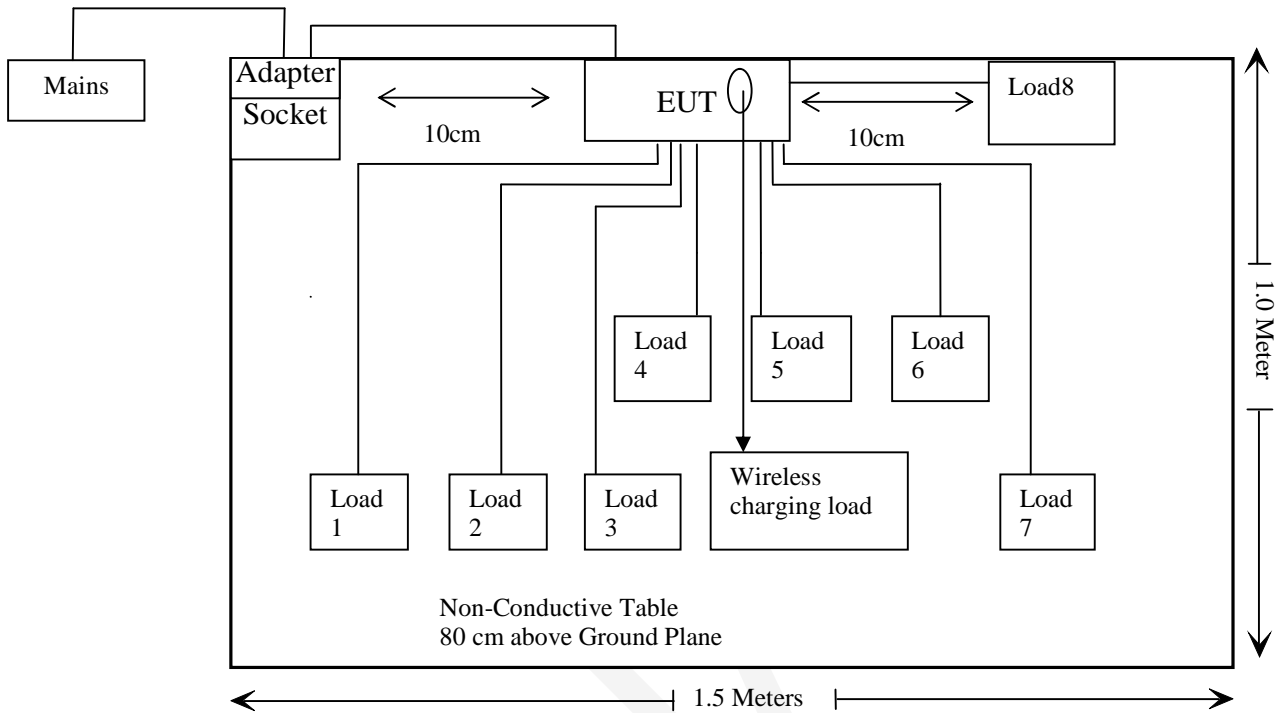 Mains
Adapter
Socket
EUT
Load8
10cm
10cm
Load
4
Load
5
Load
6
Load
1
Load
2
Load
3
Wireless
charging load
Load
7
1.0 Meter
Non-Conductive Table
80 cm above Ground Plane
1.5 Meters